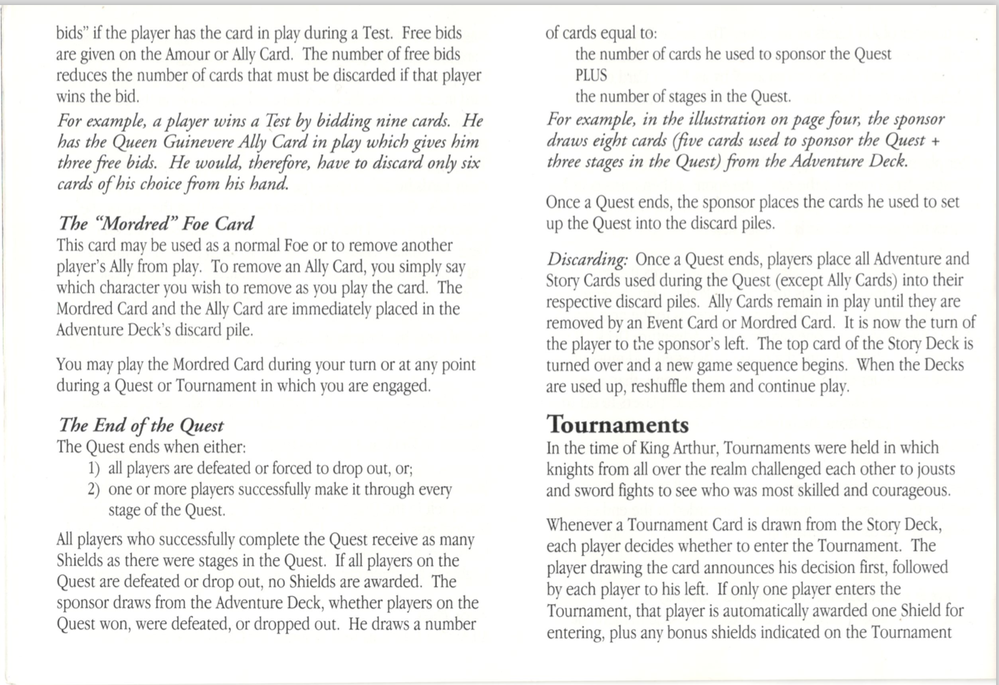 bids” if the player has the card in play during a Test.  Free bids
are given on the Amour or Ally Card.  The number of free bids
reduces the number of cards that must be discarded if that player
wins the bid.
For example, a player wins a Test by bidding nine cards.  He
has the Queen Guinevere Ally Card in play which gives him
three free bids.  He would, therefore, have to discard only six
cards of his choice from his hand.
The “Mordred” Foe Card
This card may be used as a normal Foe or to remove another
player's Ally from play.  To remove an Ally Card, you simply say
which character you wish to remove as you play the card.  The
Mordred Card and the Ally Card are immediately placed in the
Adventure Deck's discard pile.
You may play the Mordred Card during your turn or at any point
during a Quest or Tournament in which you are engaged.
The End of the Quest
The Quest ends when either:
1) all players are defeated or forced to drop out, or;
2) one or more players successfully make it through every
stage of the Quest.
All players who successfully complete the Quest receive as many
Shields as there were stages in the Quest.  If all players on the
Quest are defeated or drop out, no Shields are awarded.  The
sponsor draws from the Adventure Deck, whether players on the
Quest won, were defeated, or dropped out.  He draws a number
of cards equal to:
the number of cards he used to sponsor the Quest
PLUS
the number of stages in the Quest.
For example, in the illustration on page four, the sponsor
draws eight cards (five cards used to sponsor the Quest +
three stages in the Quest) from the Adventure Deck.
Once a Quest ends, the sponsor places the cards he used to set
up the Quest into the discard piles.
Discarding:  Once a Quest ends, players place all Adventure and
Story Cards used during the Quest (except Ally Cards) into their
respective discard piles.  Ally Cards remain in play until they are
removed by an Event Card or Mordred Card.  It is now the turn of
the player to the sponsor's left.  The top card of the Story Deck is
turned over and a new game sequence begins.  When the Decks
are used up, reshuffle them and continue play.
Tournaments
In the time of King Arthur, Tournaments were held in which
knights from all over the realm challenged each other to jousts
and sword fights to see who was most skilled and courageous.
Whenever a Tournament Card is drawn from the Story Deck,
each player decides whether to enter the Tournament.  The
player drawing the card announces his decision first, followed
by each player to his left.  If only one player enters the
Tournament, that player is automatically awarded one Shield for
entering, plus any bonus shields indicated on the Tournament